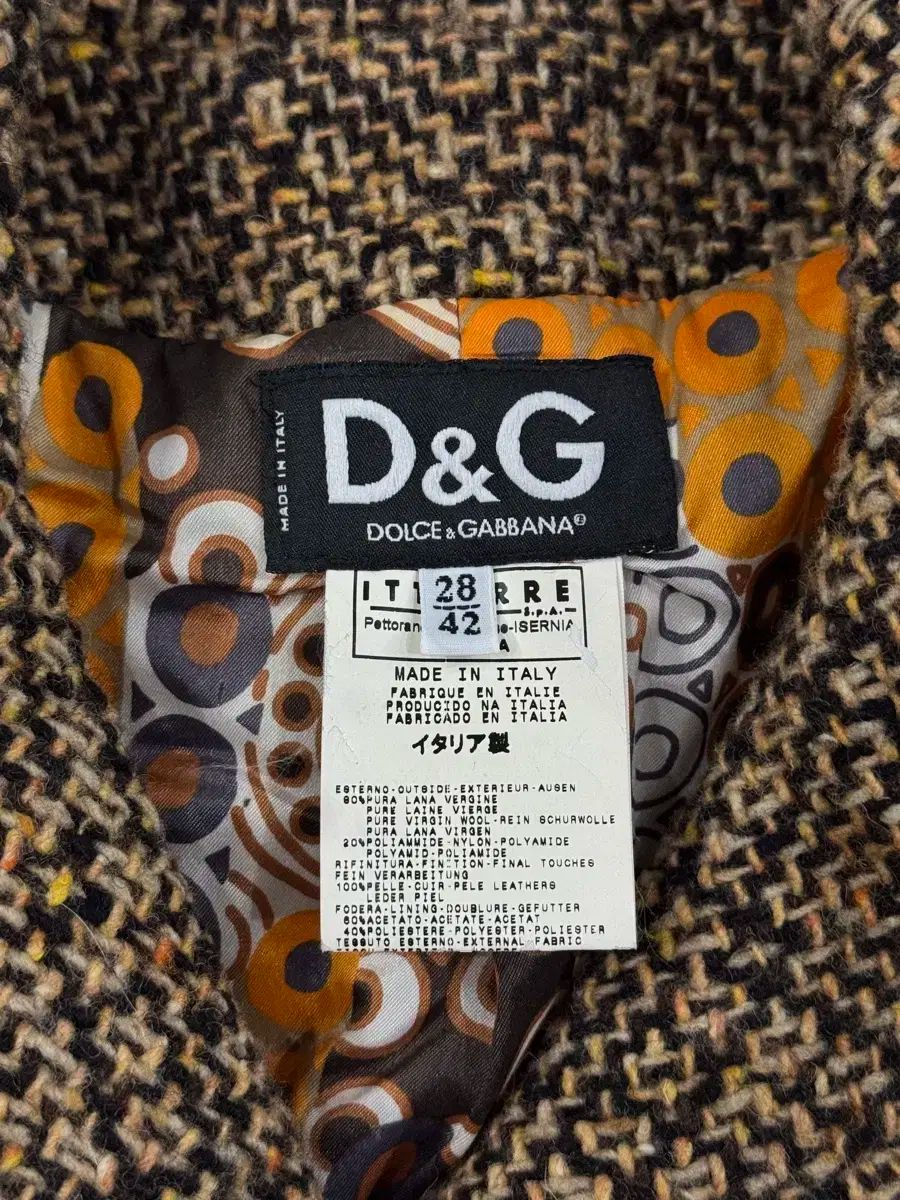 MADE IN ITALY
D&G
DOLCE & GABBANA®
28
42
S.p.A.
-ISERNIA
MADE IN ITALY
FABRIQUE EN ITALIE
PRODUCIDO NA ITALIA
FABRICADO EN ITALIA
イタリア製
ESTERNO-OUTSIDE-EXTERIEUR-AUSEN
80%PURA LANA VERGINE
PURE LAINE VIERGE
PURE VIRGIN WOOL-REIN SCHURWOLLE
PURA LANA VIRGEN
20%POLIAMMIDE-NYLON-POLYAMIDE
POLYAMID-POLIAMIDE
RIFINITURA-FINITION-FINAL TOUCHES
FEIN VERARBEITUNG
100%PELLE-CUIR-PELE LEATHERS
LEDER PIEL
FODERA-LINING-DOUBLURE-GEFUTTER
60%ACETATO-ACETATE-ACETAT
40%POLIESTERE-POLYESTER-POLIESTER
TESSUTO ESTERNO-EXTERNAL FABRIC